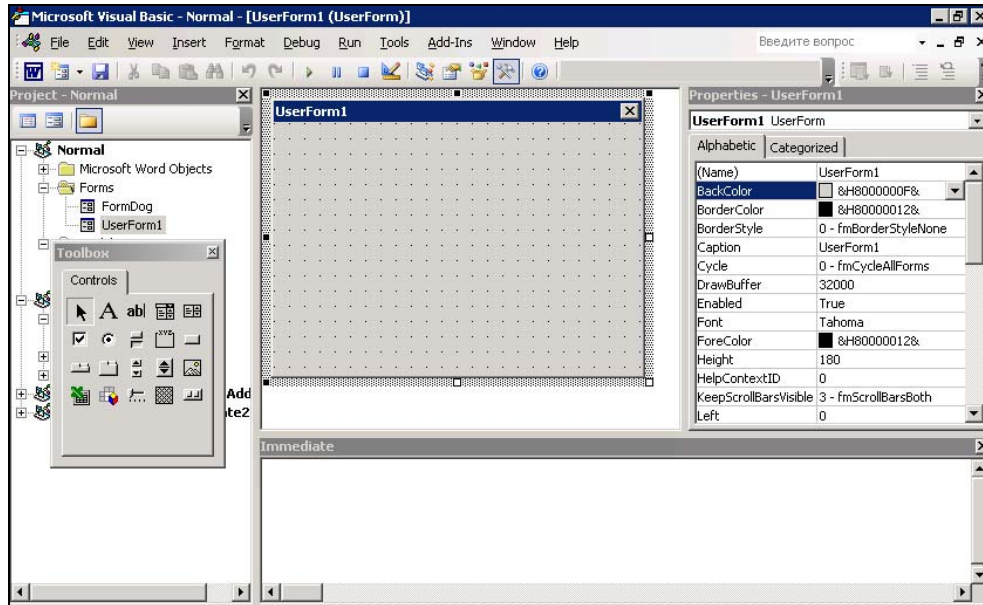 Microsoft Visual Basic - Normal - [UserForm1 (UserForm)]
File Edit View Insert Format Debug Run Tools Add-Ins Window Help Введите вопрос
Project - Normal
Normal
Microsoft Word Objects
Forms
FormDog
UserForm1
Add
te2
Toolbox
Controls
A ab|
XYZ
UserForm1
Properties - UserForm1
UserForm1 UserForm
Alphabetic Categorized
(Name) UserForm1
BackColor &H8000000F&
BorderColor &H80000012&
BorderStyle 0 - fmBorderStyleNone
Caption UserForm1
Cycle 0 - fmCycleAllForms
DrawBuffer 32000
Enabled True
Font Tahoma
ForeColor &H80000012&
Height 180
HelpContextID 0
KeepScrollBarsVisible 3 - fmScrollBarsBoth
Left 0
Immediate